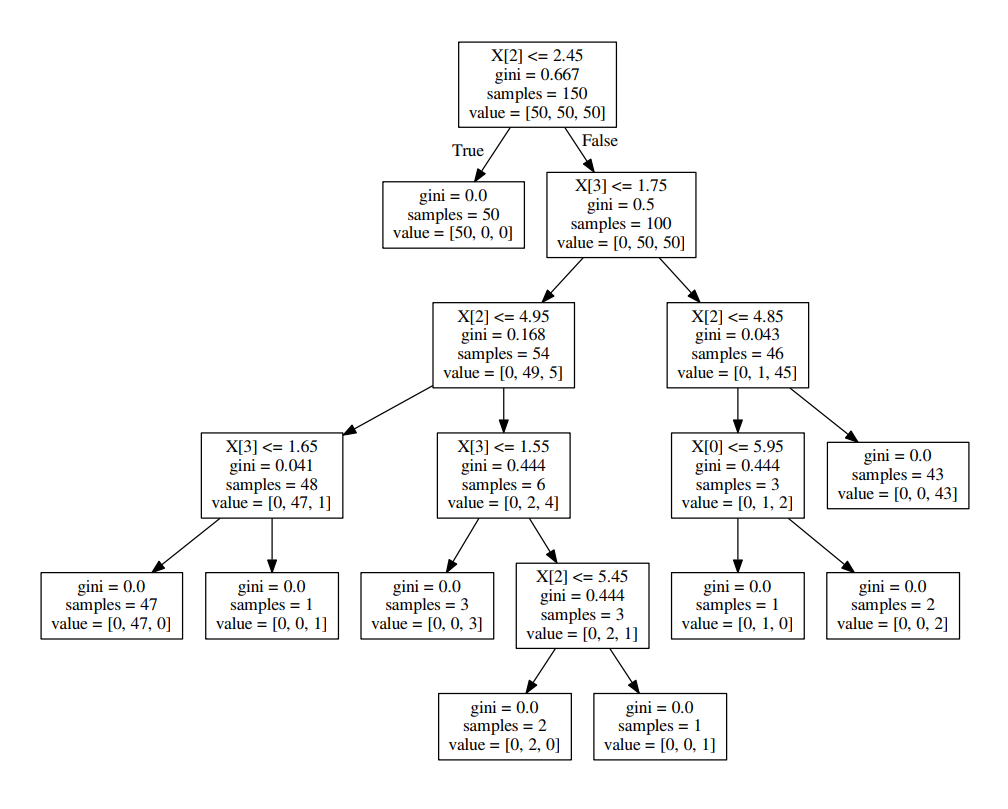 X[2] <= 2.45
gini = 0.667
samples = 150
value = [50, 50, 50]
True
False
gini = 0.0
samples = 50
value = [50, 0, 0]
X[3] <= 1.75
gini = 0.5
samples = 100
value = [0, 50, 50]
X[2] <= 4.95
gini = 0.168
samples = 54
value = [0, 49, 5]
X[2] <= 4.85
gini = 0.043
samples = 46
value = [0, 1, 45]
X[3] <= 1.65
gini = 0.041
samples = 48
value = [0, 47, 1]
X[3] <= 1.55
gini = 0.444
samples = 6
value = [0, 2, 4]
X[0] <= 5.95
gini = 0.444
samples = 3
value = [0, 1, 2]
gini = 0.0
samples = 43
value = [0, 0, 43]
gini = 0.0
samples = 47
value = [0, 47, 0]
gini = 0.0
samples = 1
value = [0, 0, 1]
gini = 0.0
samples = 3
value = [0, 0, 3]
X[2] <= 5.45
gini = 0.444
samples = 3
value = [0, 2, 1]
gini = 0.0
samples = 1
value = [0, 1, 0]
gini = 0.0
samples = 2
value = [0, 0, 2]
gini = 0.0
samples = 2
value = [0, 2, 0]
gini = 0.0
samples = 1
value = [0, 0, 1]